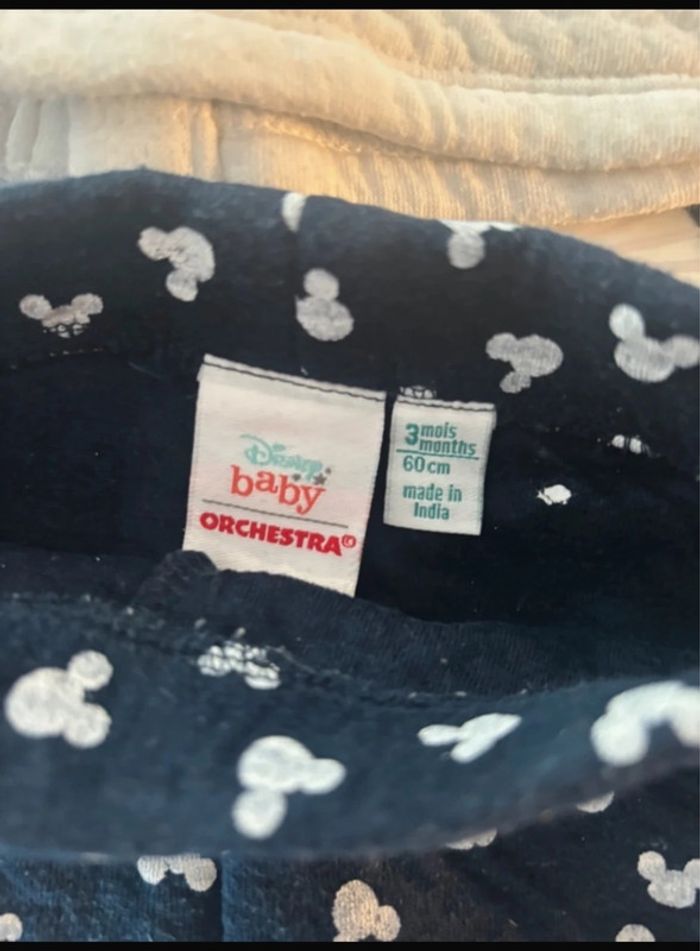 Disney
baby
ORCHESTRA
3 mois
months
60 cm
made in
India